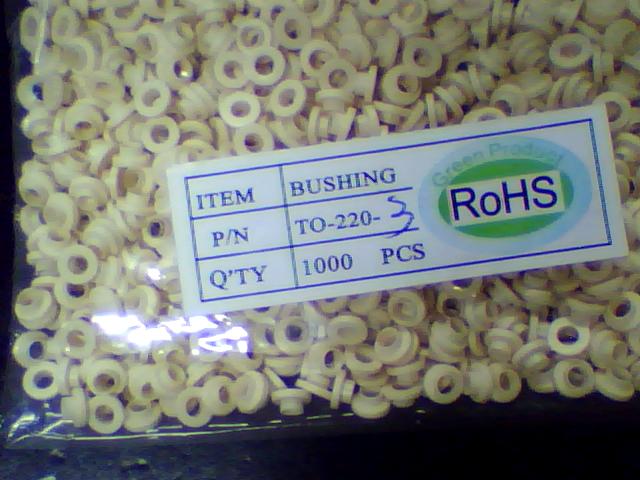 ITEM BUSHING
P/N TO-220-3
Q'TY 1000 PCS
Green Product
RoHS